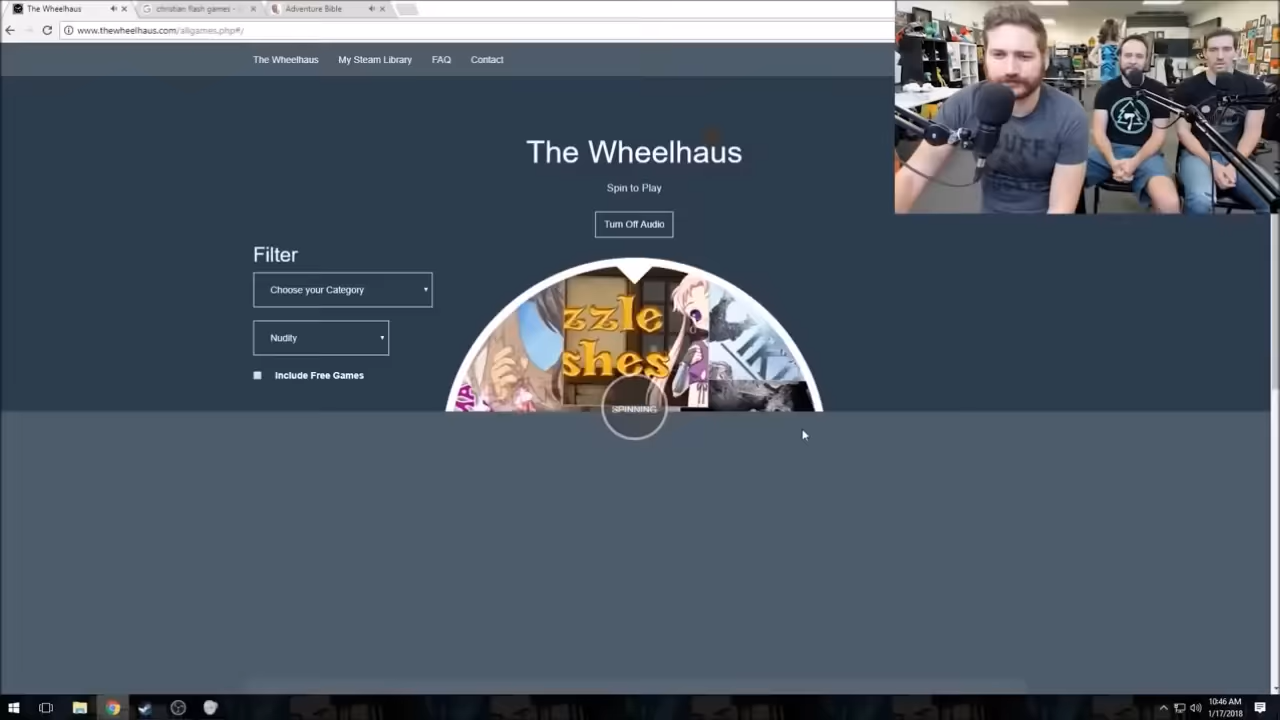 The Wheelhaus
christian flash games -
Adventure Bible
www.thewheelhaus.com/allgames.php#/
The Wheelhaus My Steam Library FAQ Contact
The Wheelhaus
Spin to Play
Turn Off Audio
Filter
Choose your Category
Nudity
Include Free Games
zzle
shes
SPINNING
10:46 AM
1/17/2018